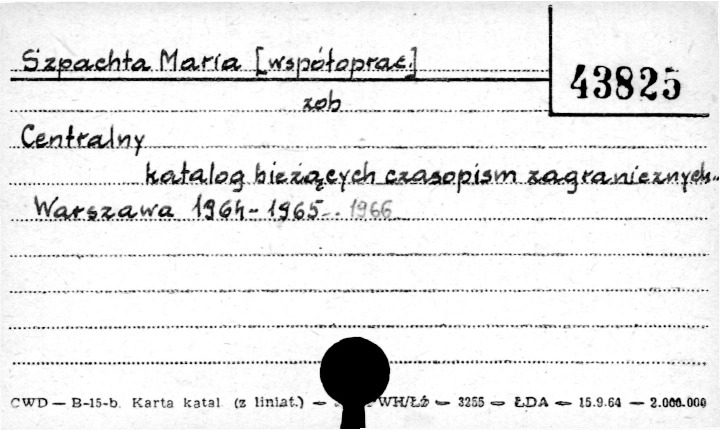 Szpachta Maria [współoprac.]
43825
zob
Centralny
katalog bieżących czasopism zagranicznych..
Warszawa 1964-1965-.1966
CWD — B-15-b. Karta katal. (z liniat.) — WH/ŁŻ — 3255 — ŁDA — 15.9.64 — 2.000.000